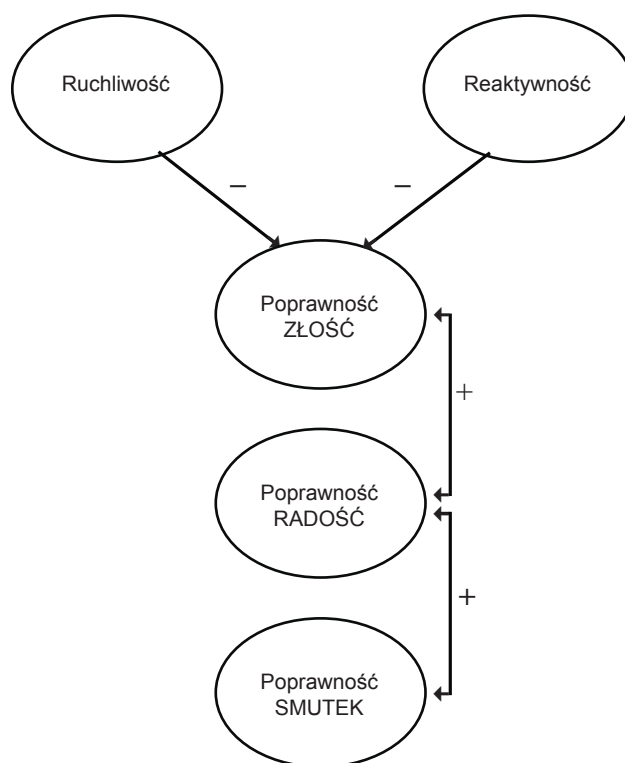 Ruchliwość
Reaktywność
–
–
Poprawność
ZŁOŚĆ
+
Poprawność
RADOŚĆ
+
Poprawność
SMUTEK